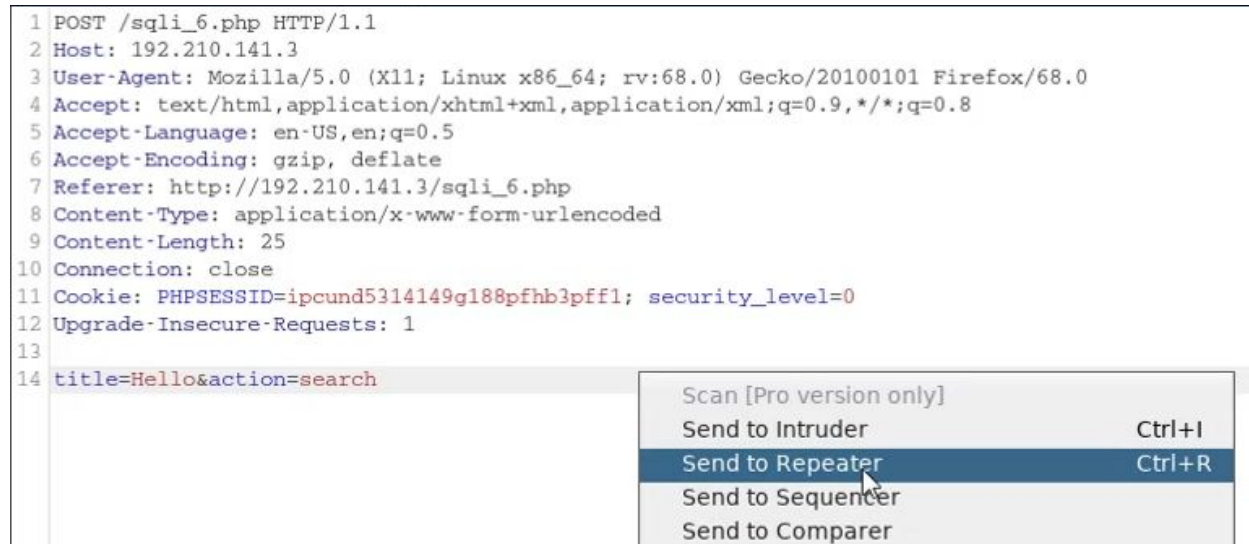 1 POST /sqli_6.php HTTP/1.1
2 Host: 192.210.141.3
3 User-Agent: Mozilla/5.0 (X11; Linux x86_64; rv:68.0) Gecko/20100101 Firefox/68.0
4 Accept: text/html,application/xhtml+xml,application/xml;q=0.9,*/*;q=0.8
5 Accept-Language: en-US,en;q=0.5
6 Accept-Encoding: gzip, deflate
7 Referer: http://192.210.141.3/sqli_6.php
8 Content-Type: application/x-www-form-urlencoded
9 Content-Length: 25
10 Connection: close
11 Cookie: PHPSESSID=ipcund5314149g188pfhb3pff1; security_level=0
12 Upgrade-Insecure-Requests: 1
13
14 title=Hello&action=search
Scan [Pro version only]
Send to Intruder Ctrl+I
Send to Repeater Ctrl+R
Send to Sequencer
Send to Comparer